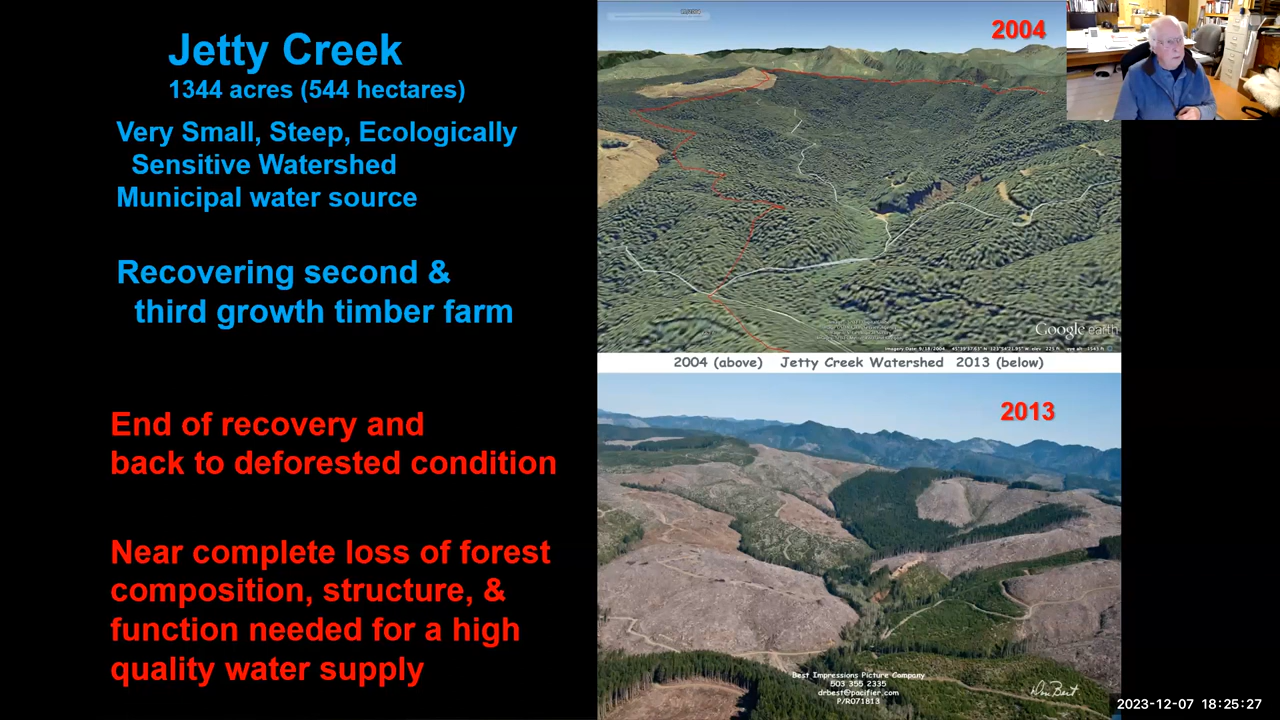 Jetty Creek
1344 acres (544 hectares)
Very Small, Steep, Ecologically
Sensitive Watershed
Municipal water source
Recovering second &
third growth timber farm
End of recovery and
back to deforested condition
Near complete loss of forest
composition, structure, &
function needed for a high
quality water supply
2004
Google earth
2004 (above) Jetty Creek Watershed 2013 (below)
2013
Best Impressions Picture Company
503 355 2335
drbest@pacifier.com
P/R071813
Don Best
2023-12-07 18:25:27